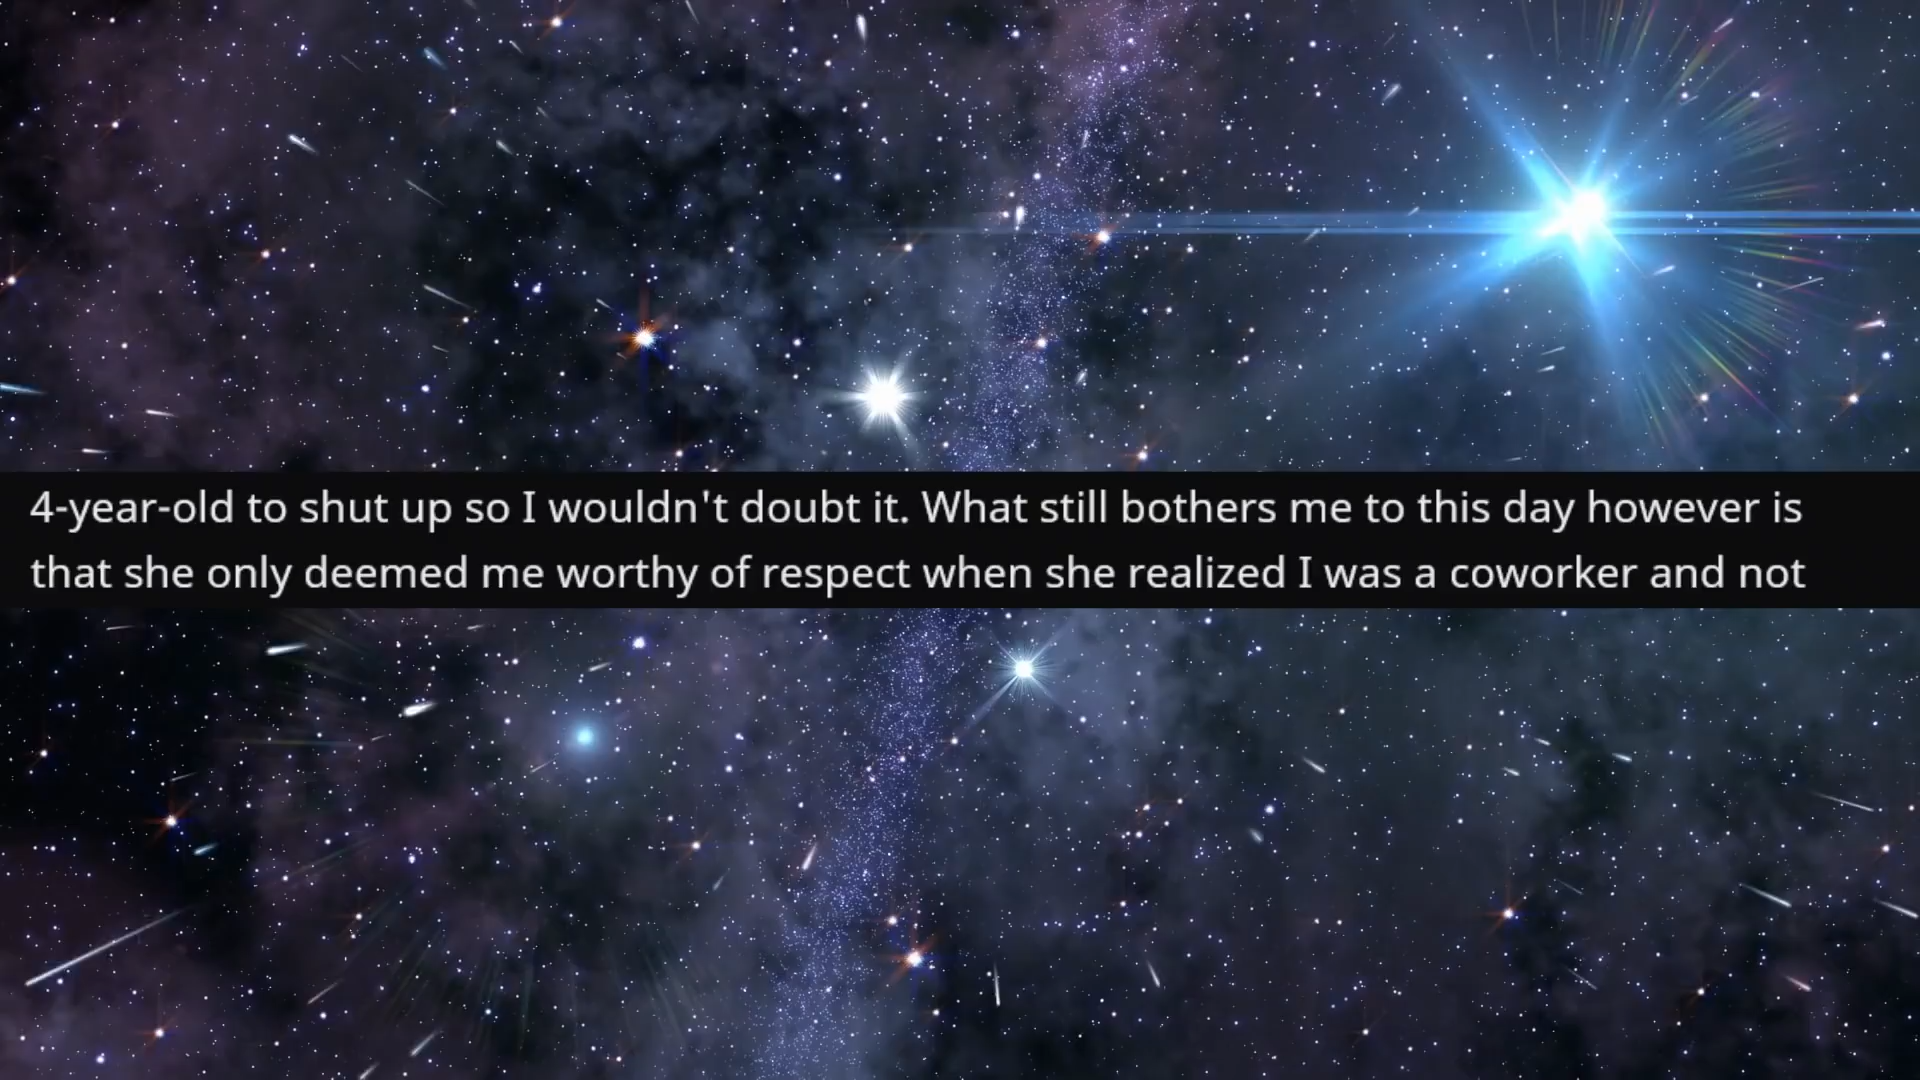 4-year-old to shut up so I wouldn't doubt it. What still bothers me to this day however is
that she only deemed me worthy of respect when she realized I was a coworker and not